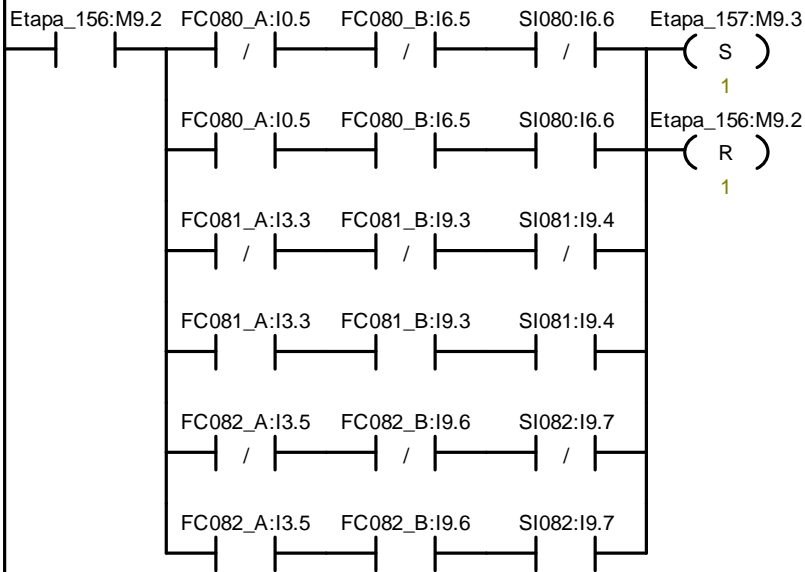 Etapa_156:M9.2 FC080_A:I0.5 FC080_B:I6.5 SI080:I6.6 Etapa_157:M9.3
/ / / S
1
FC080_A:I0.5 FC080_B:I6.5 SI080:I6.6 Etapa_156:M9.2
R
1
FC081_A:I3.3 FC081_B:I9.3 SI081:I9.4
/ / /
FC081_A:I3.3 FC081_B:I9.3 SI081:I9.4
FC082_A:I3.5 FC082_B:I9.6 SI082:I9.7
/ / /
FC082_A:I3.5 FC082_B:I9.6 SI082:I9.7